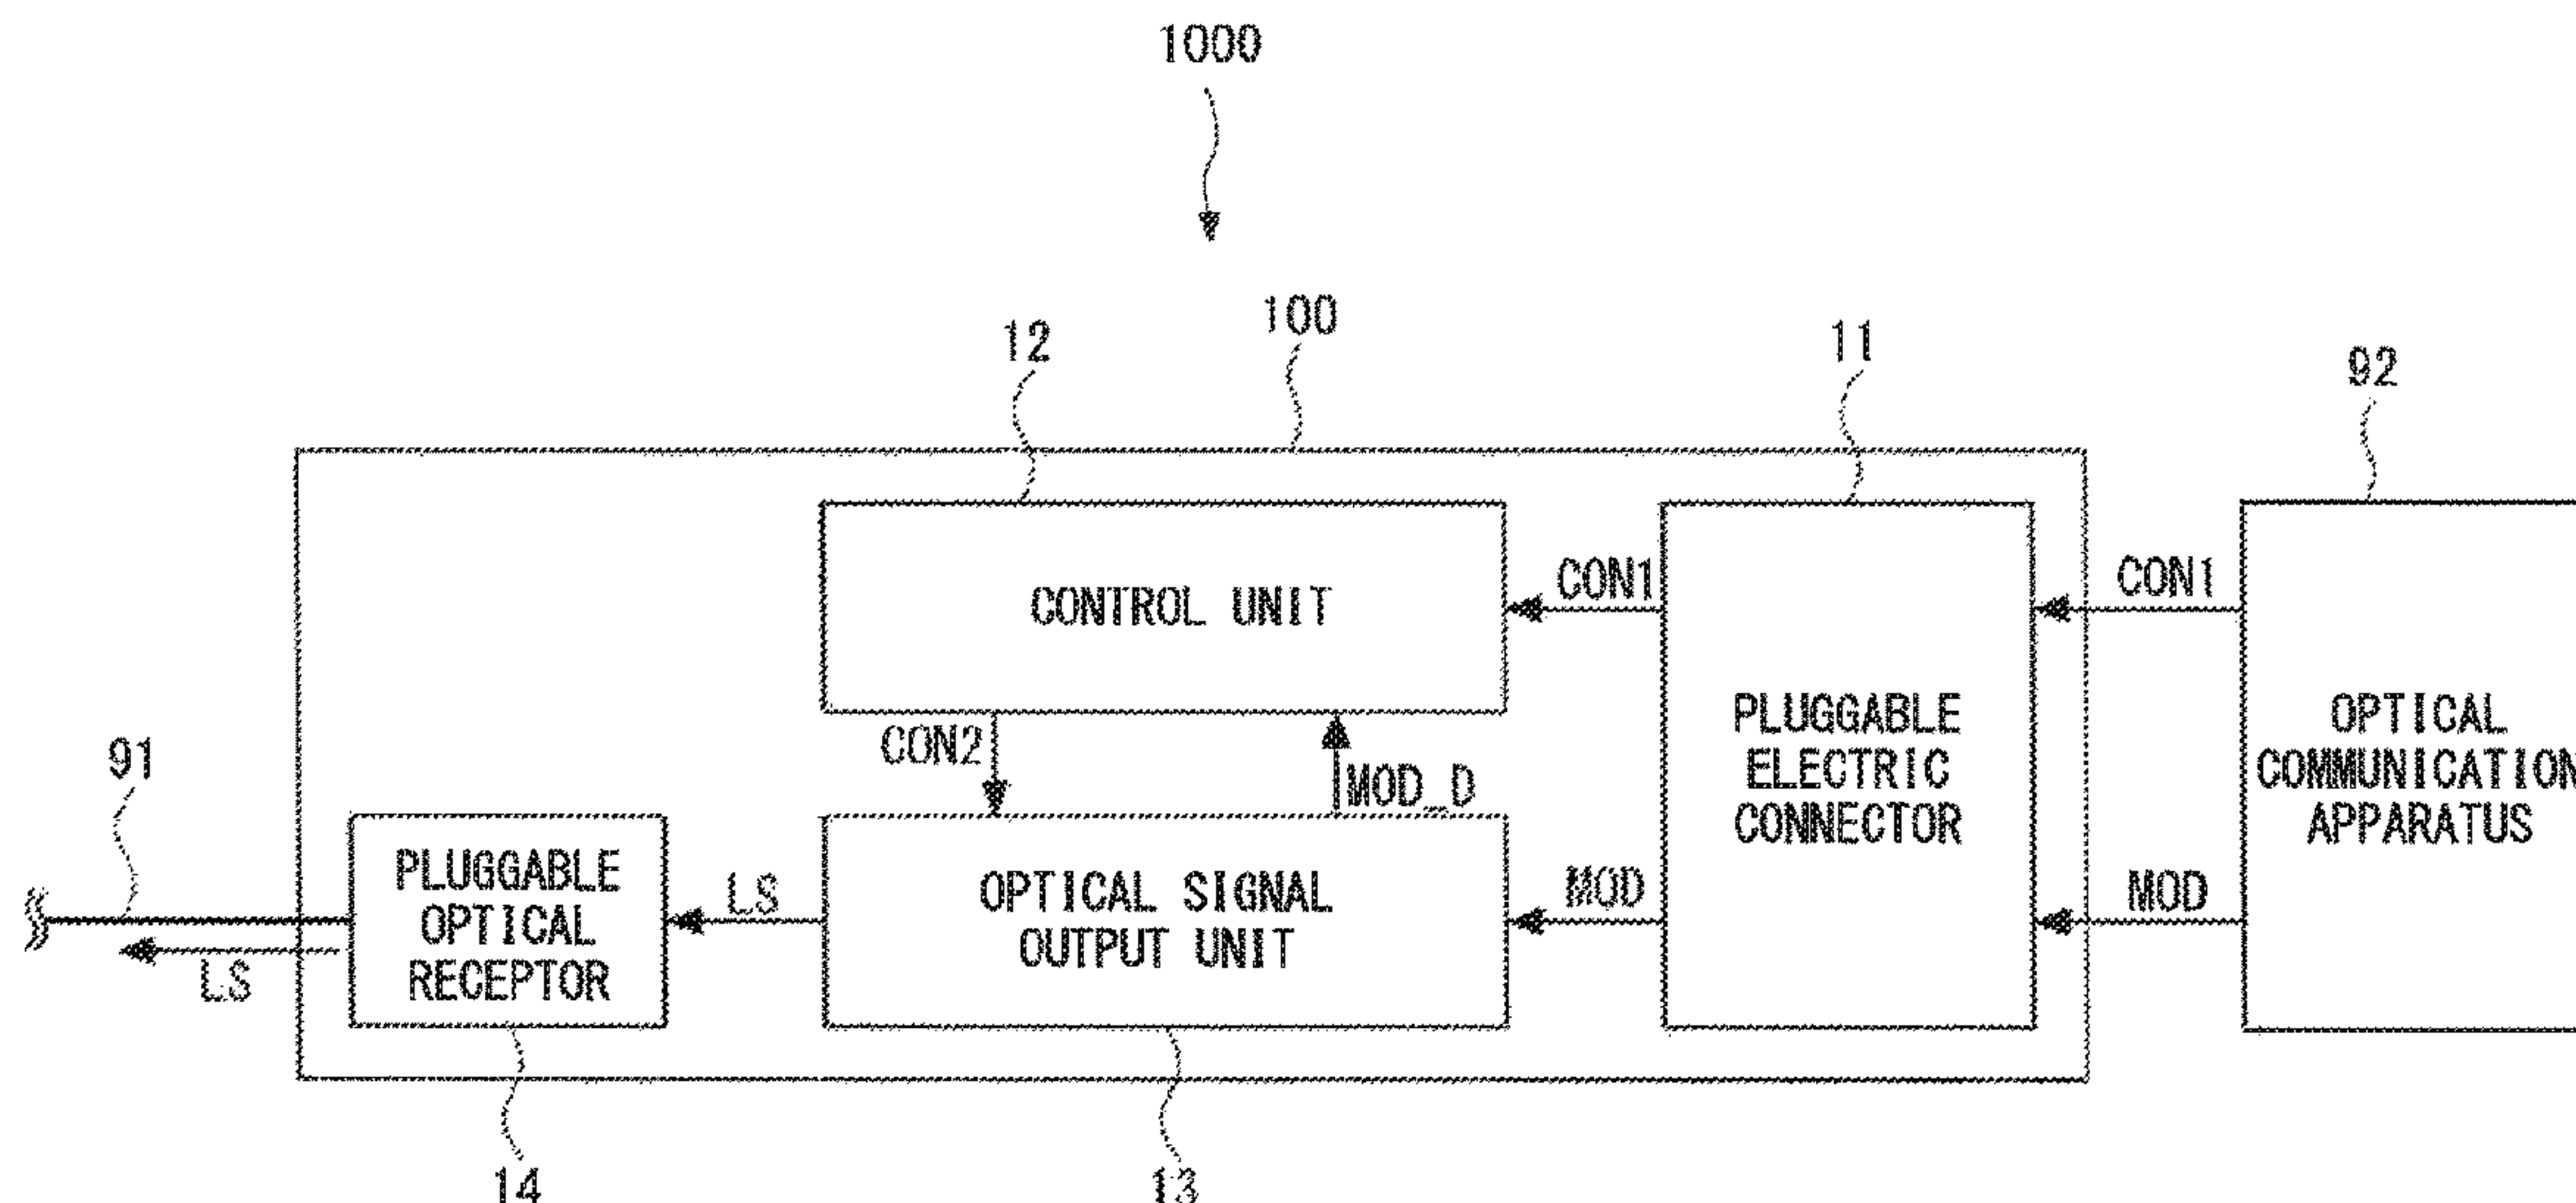 1000
100
12
11
92
CONTROL UNIT
CON1
CON1
PLUGGABLE
ELECTRIC
CONNECTOR
OPTICAL
COMMUNICATION
APPARATUS
CON2
MOD_D
91
PLUGGABLE
OPTICAL
RECEPTOR
LS
OPTICAL SIGNAL
OUTPUT UNIT
MOD
MOD
LS
14
13